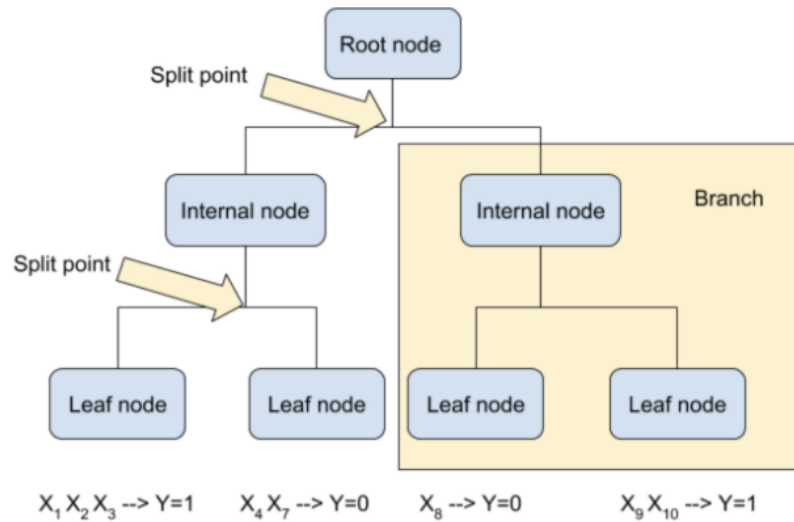 Root node
Split point
Internal node
Internal node
Branch
Split point
Leaf node
Leaf node
Leaf node
Leaf node
X₁ X₂ X₃ --> Y=1
X₄ X₇ --> Y=0
X₈ --> Y=0
X₉ X₁₀ --> Y=1